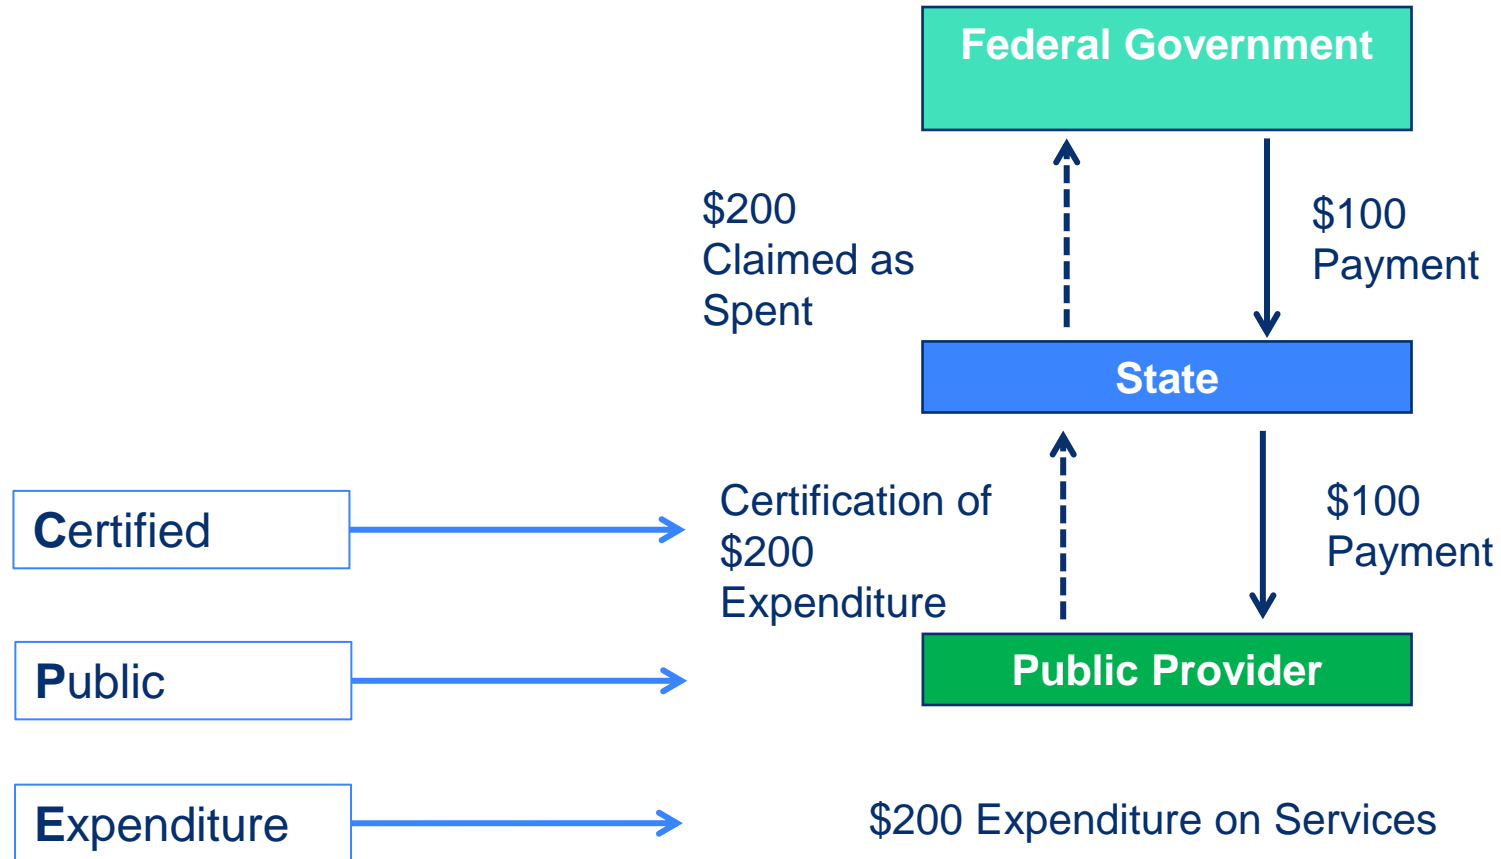 Federal Government
$200
Claimed as
Spent
$100
Payment
State
Certified
Certification of
$200
Expenditure
$100
Payment
Public
Public Provider
Expenditure
$200 Expenditure on Services